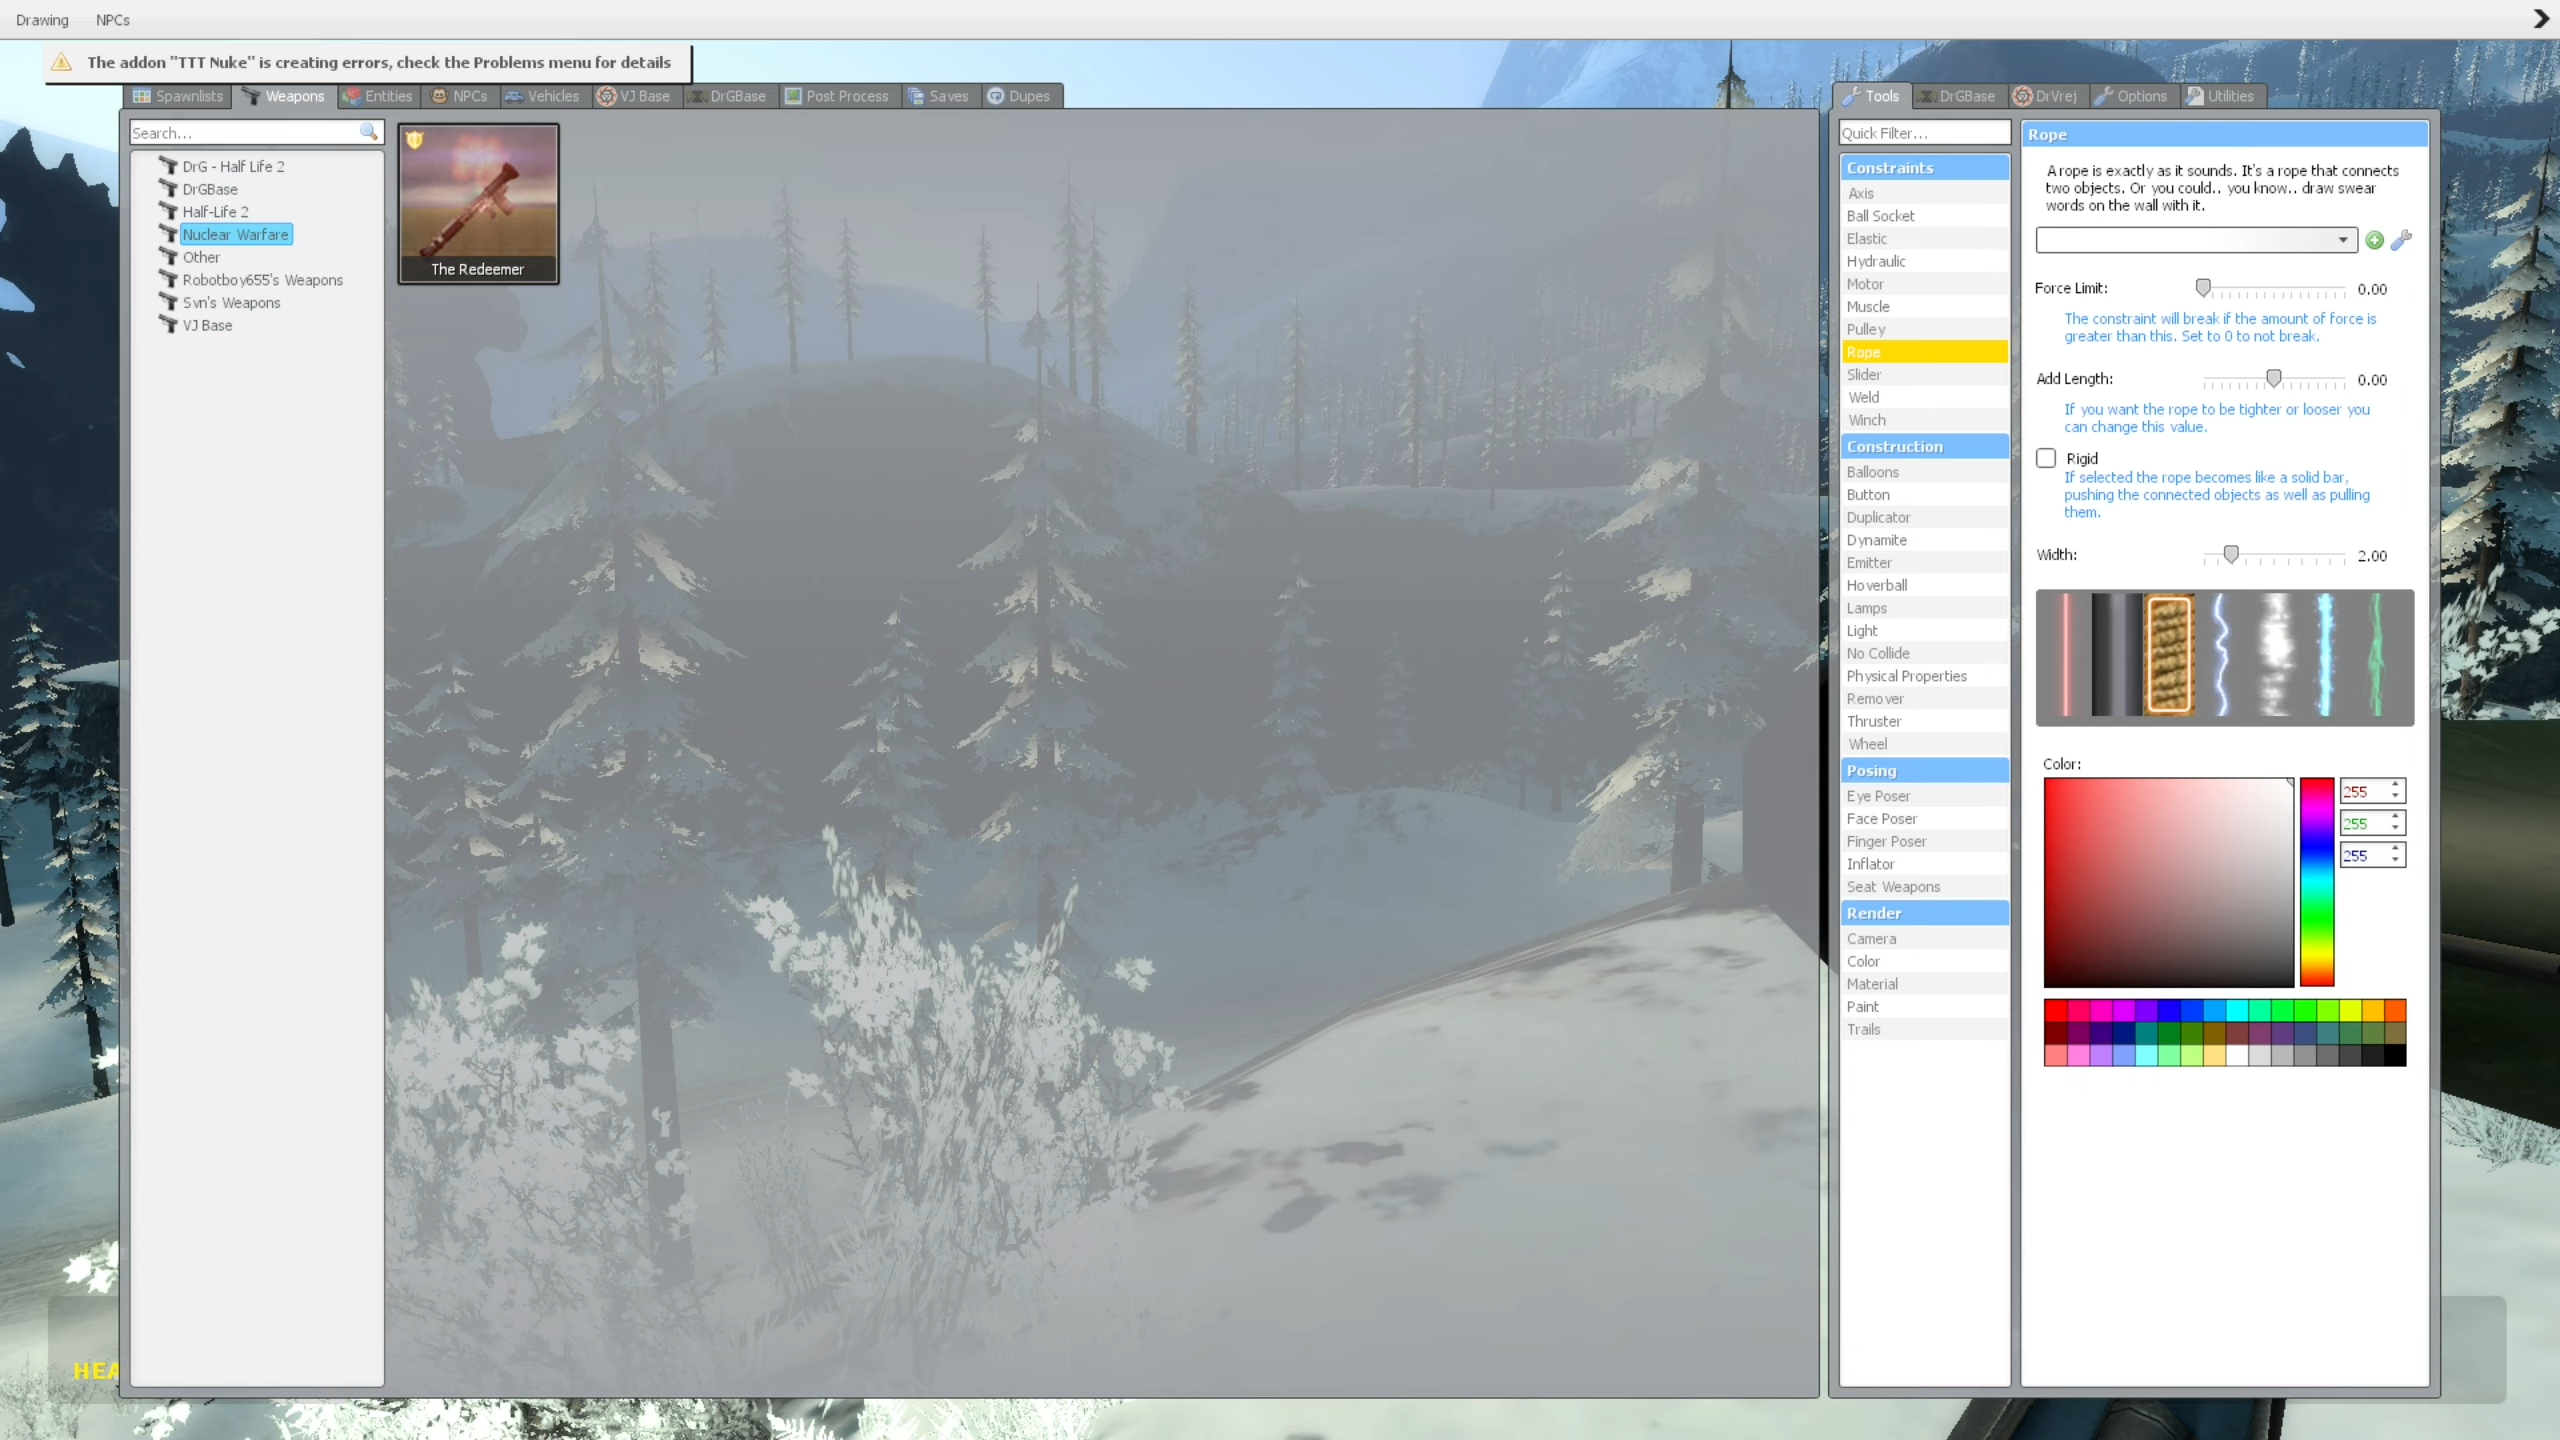 Drawing NPCs
The addon "TTT Nuke" is creating errors, check the Problems menu for details
Spawnlists Weapons Entities NPCs Vehicles VJ Base DrGBase Post Process Saves Dupes
Search...
DrG - Half Life 2
DrGBase
Half-Life 2
Nuclear Warfare
Other
Robotboy655's Weapons
Svn's Weapons
VJ Base
The Redeemer
HEA
Tools DrGBase DrVrej Options Utilities
Quick Filter...
Constraints
Axis
Ball Socket
Elastic
Hydraulic
Motor
Muscle
Pulley
Rope
Slider
Weld
Winch
Construction
Balloons
Button
Duplicator
Dynamite
Emitter
Hoverball
Lamps
Light
No Collide
Physical Properties
Remover
Thruster
Wheel
Posing
Eye Poser
Face Poser
Finger Poser
Inflator
Seat Weapons
Render
Camera
Color
Material
Paint
Trails
Rope
A rope is exactly as it sounds. It's a rope that connects
two objects. Or you could.. you know.. draw swear
words on the wall with it.
Force Limit: 0.00
The constraint will break if the amount of force is
greater than this. Set to 0 to not break.
Add Length: 0.00
If you want the rope to be tighter or looser you
can change this value.
Rigid
If selected the rope becomes like a solid bar,
pushing the connected objects as well as pulling
them.
Width: 2.00
Color:
255
255
255